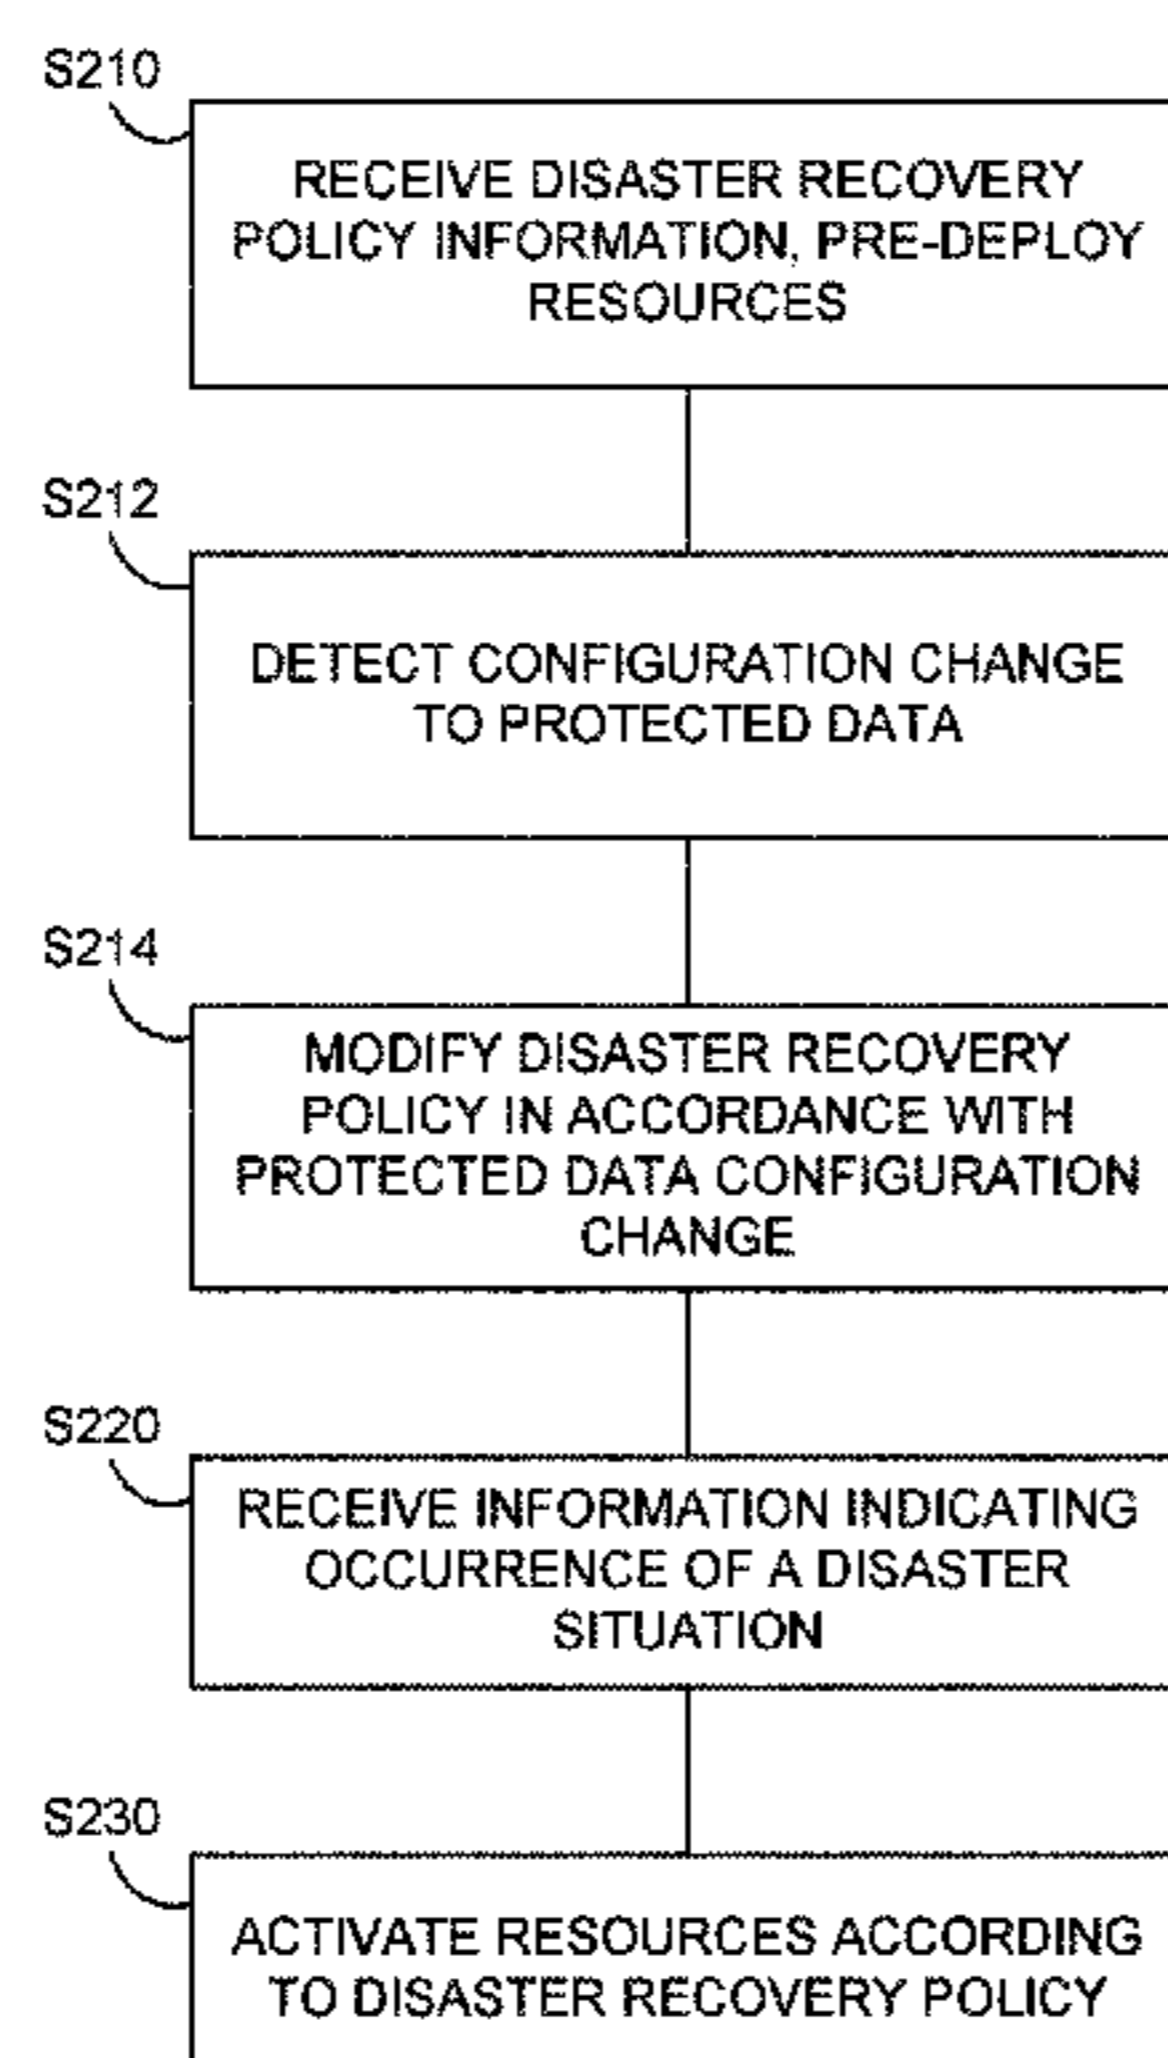 S210
RECEIVE DISASTER RECOVERY
POLICY INFORMATION, PRE-DEPLOY
RESOURCES
S212
DETECT CONFIGURATION CHANGE
TO PROTECTED DATA
S214
MODIFY DISASTER RECOVERY
POLICY IN ACCORDANCE WITH
PROTECTED DATA CONFIGURATION
CHANGE
S220
RECEIVE INFORMATION INDICATING
OCCURRENCE OF A DISASTER
SITUATION
S230
ACTIVATE RESOURCES ACCORDING
TO DISASTER RECOVERY POLICY